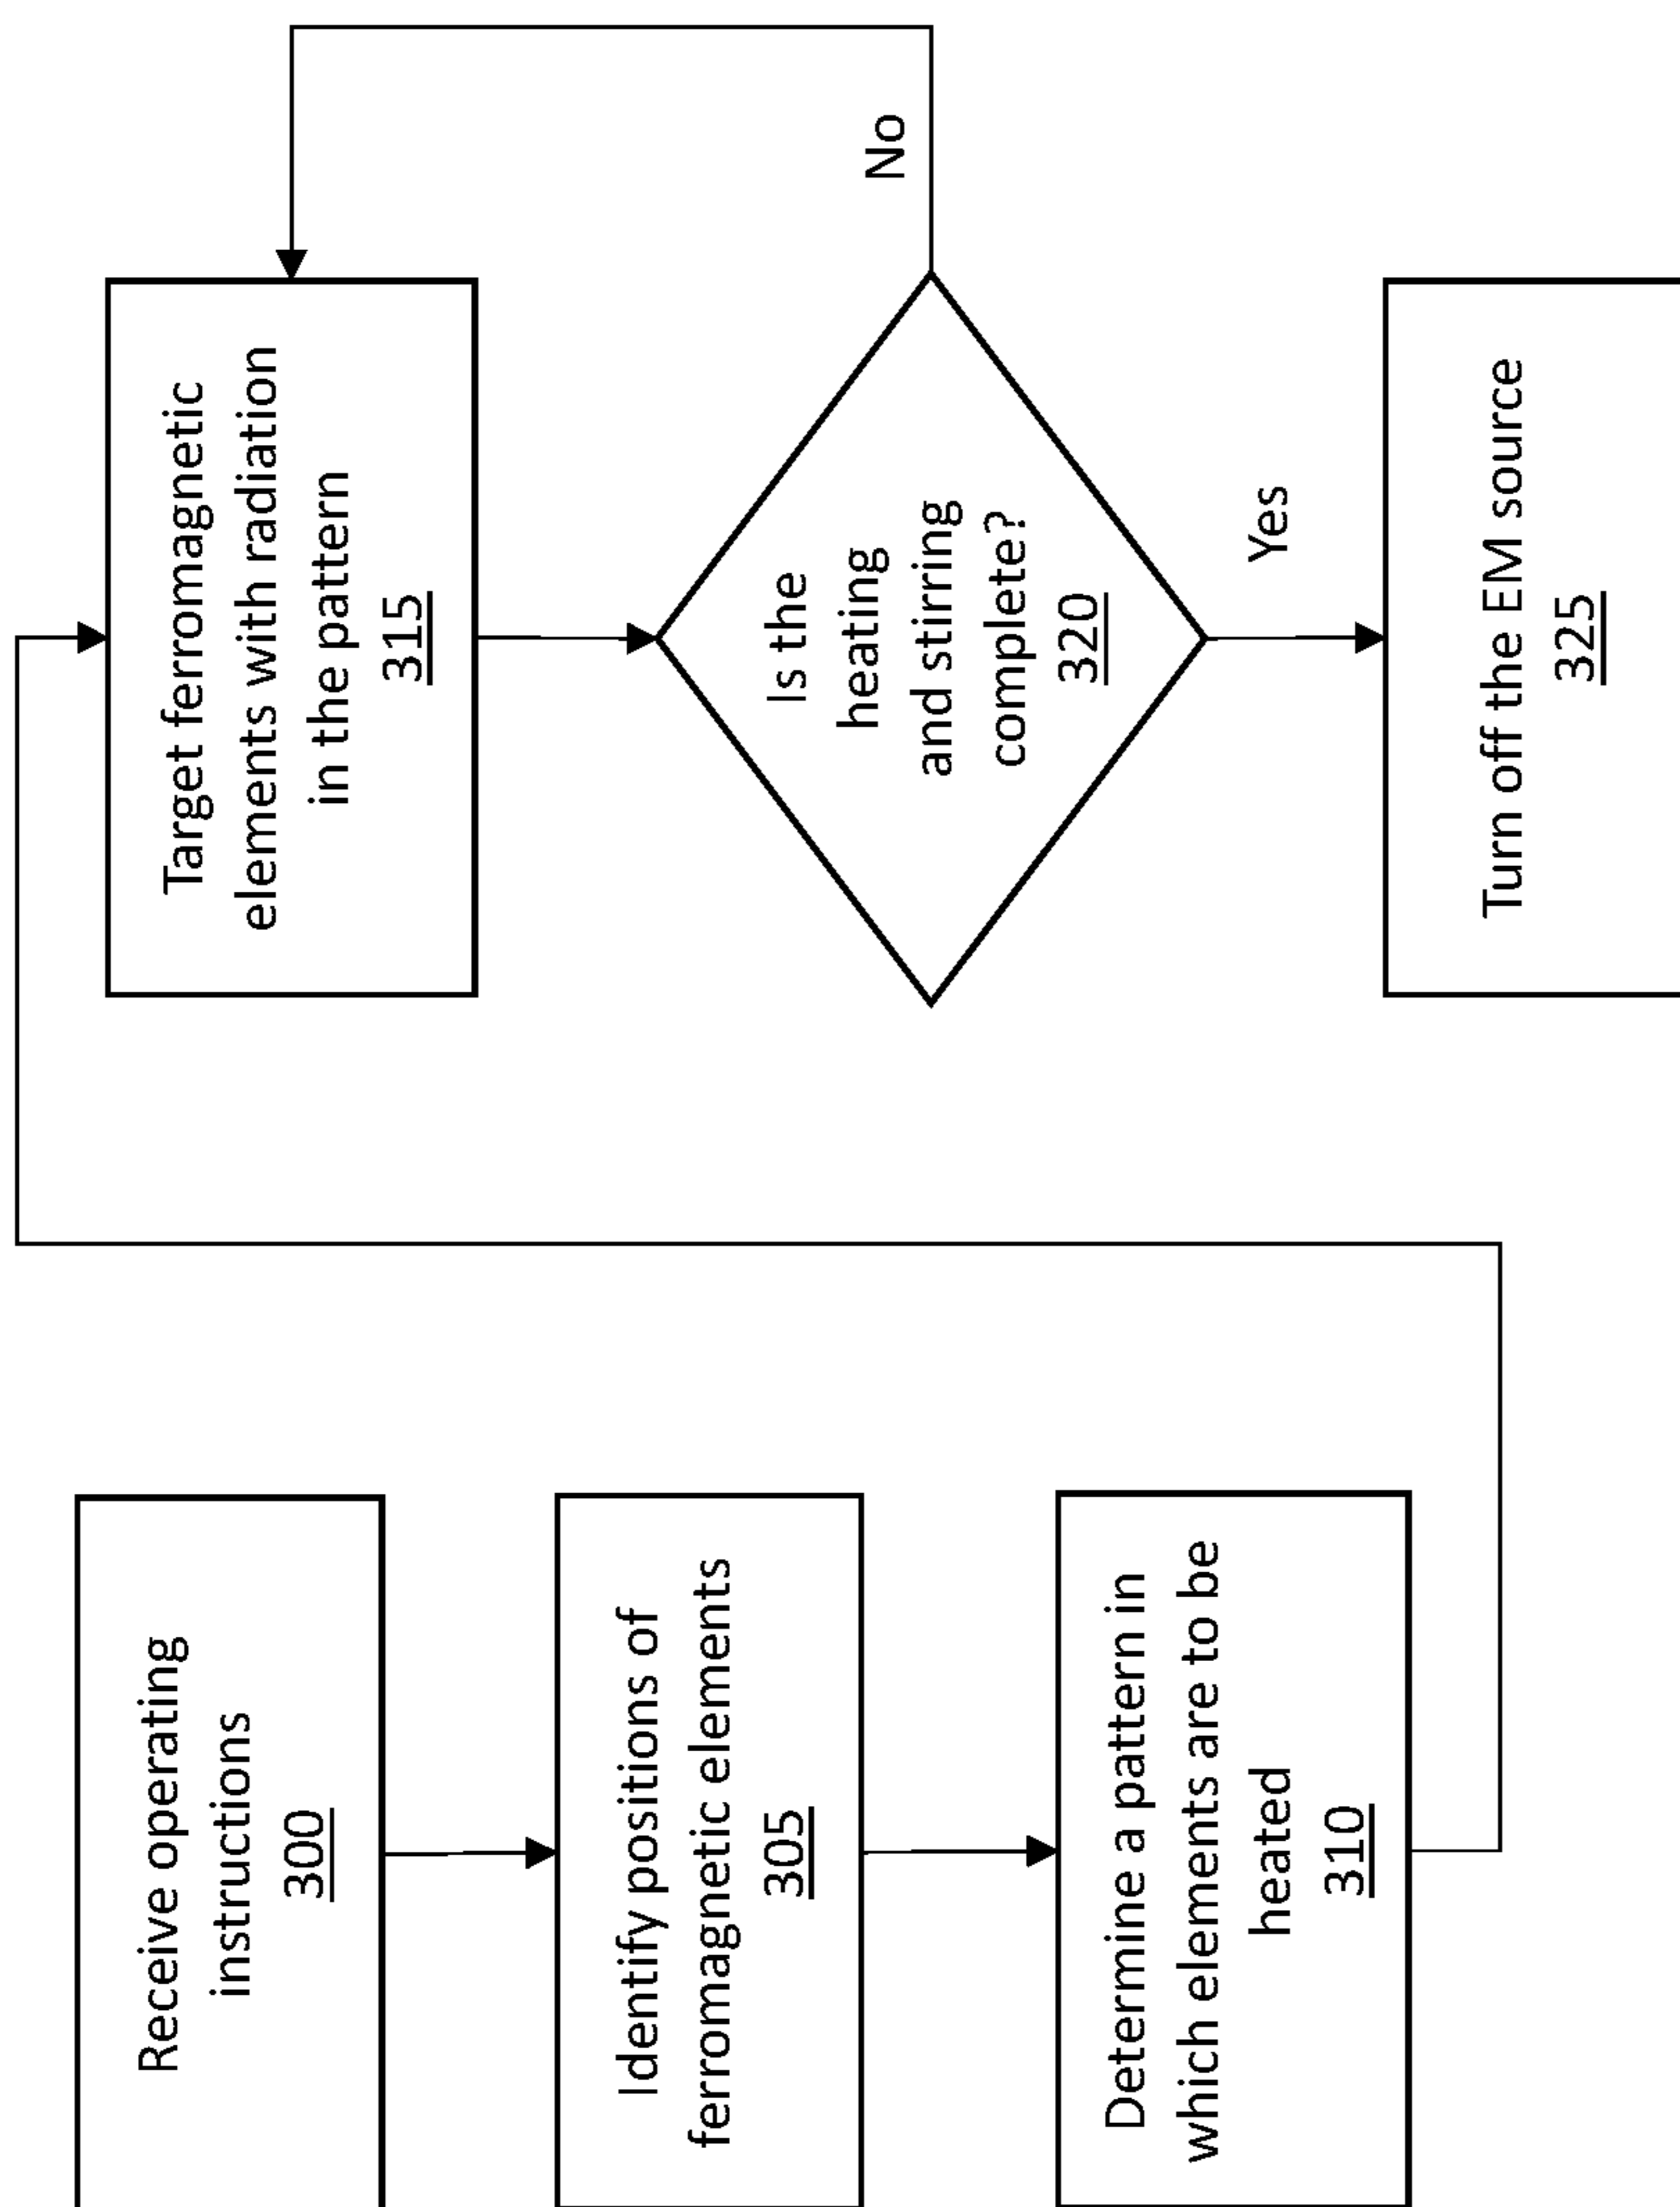 Receive operating
instructions
300
Identify positions of
ferromagnetic elements
305
Determine a pattern in
which elements are to be
heated
310
Target ferromagnetic
elements with radiation
in the pattern
315
Is the
heating
and stirring
complete?
320
No
Yes
Turn off the EM source
325